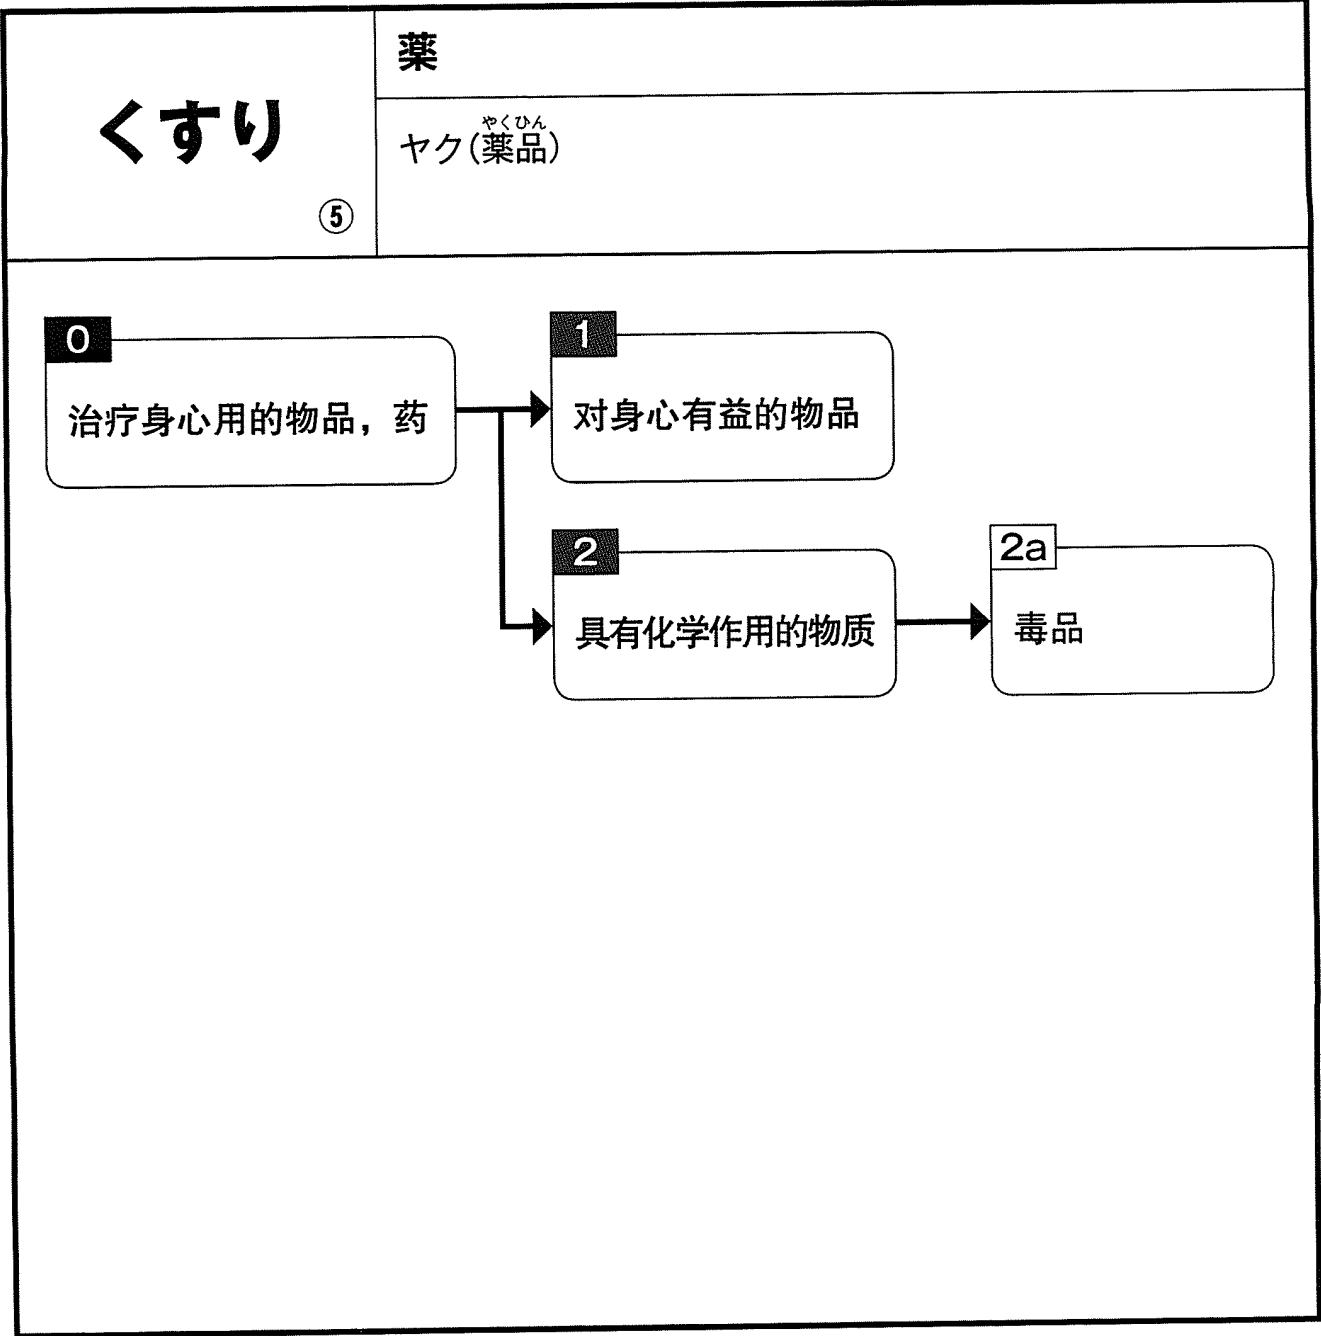 くすり
⑤
薬
やくひん
ヤク(薬品)
0
治疗身心用的物品，药
1
对身心有益的物品
2
具有化学作用的物质
2a
毒品